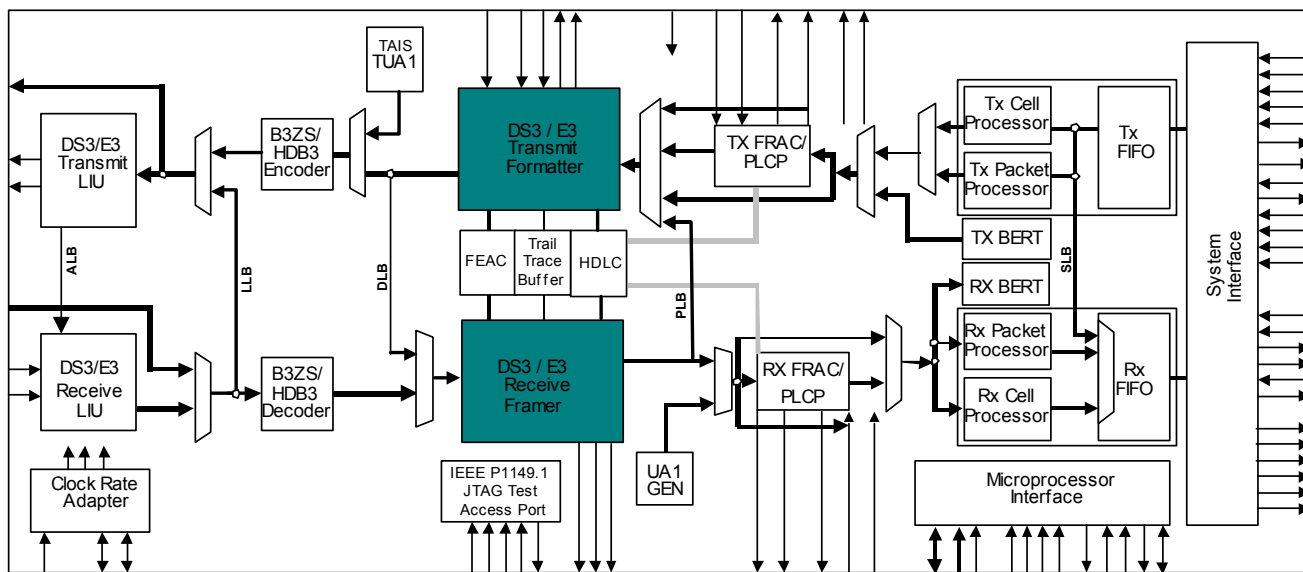 TAIS
TUA1
DS3/E3
Transmit
LIU
B3ZS/
HDB3
Encoder
DS3 / E3
Transmit
Formatter
TX FRAC/
PLCP
Tx Cell
Processor
Tx Packet
Processor
Tx
FIFO
TX BERT
RX BERT
FEAC
Trail
Trace
Buffer
HDLC
ALB
LLB
DLB
PLB
SLB
System
Interface
DS3/E3
Receive
LIU
B3ZS/
HDB3
Decoder
DS3 / E3
Receive
Framer
RX FRAC/
PLCP
Rx Packet
Processor
Rx Cell
Processor
Rx
FIFO
UA1
GEN
Clock Rate
Adapter
IEEE P1149.1
JTAG Test
Access Port
Microprocessor
Interface